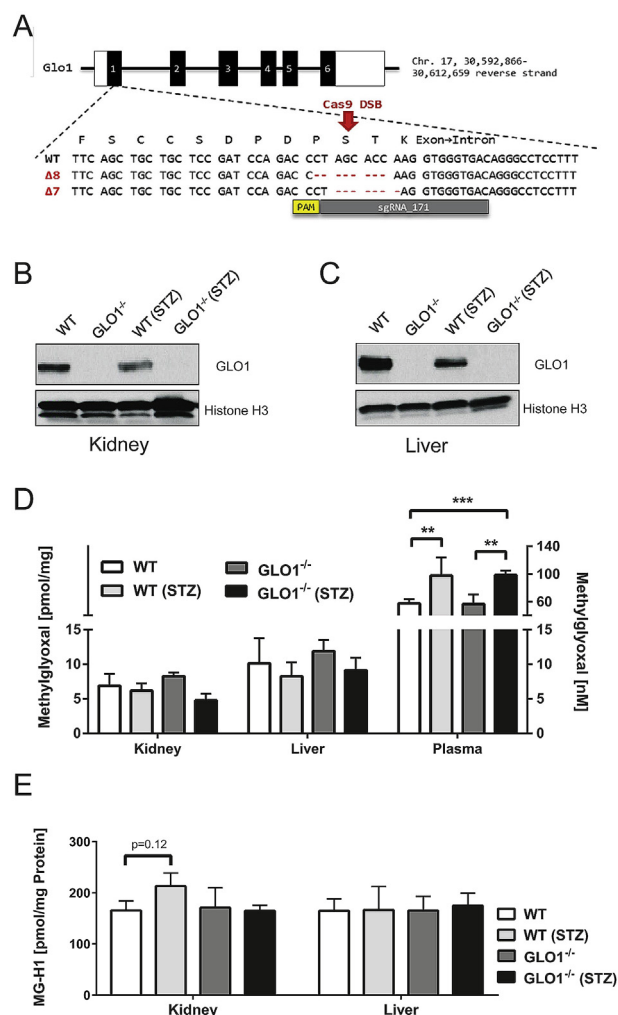 A
Glo1
1 2 3 4 5 6
Chr. 17, 30,592,866-
30,612,659 reverse strand
Cas9 DSB
F S C C S D P D P S T K Exon→Intron
WT TTC AGC TGC TGC TCC GAT CCA GAC CCT AGC ACC AAG GTGGGTGACAGGGCCTCCTTT
Δ8 TTC AGC TGC TGC TCC GAT CCA GAC C-- --- --- AAG GTGGGTGACAGGGCCTCCTTT
Δ7 TTC AGC TGC TGC TCC GAT CCA GAC CCT --- --- -AG GTGGGTGACAGGGCCTCCTTT
PAM sgRNA_171
B
WT GLO1-/- WT (STZ) GLO1-/- (STZ)
GLO1
Histone H3
Kidney
C
WT GLO1-/- WT (STZ) GLO1-/- (STZ)
GLO1
Histone H3
Liver
D
Methylglyoxal [pmol/mg]
15
10
5
0
WT
WT (STZ)
GLO1-/-
GLO1-/- (STZ)
***
** **
140
100
60
15
10
5
0
Methylglyoxal [nM]
Kidney Liver Plasma
E
MG-H1 [pmol/mg Protein]
300
200
100
0
p=0.12
Kidney Liver
WT
WT (STZ)
GLO1-/-
GLO1-/- (STZ)